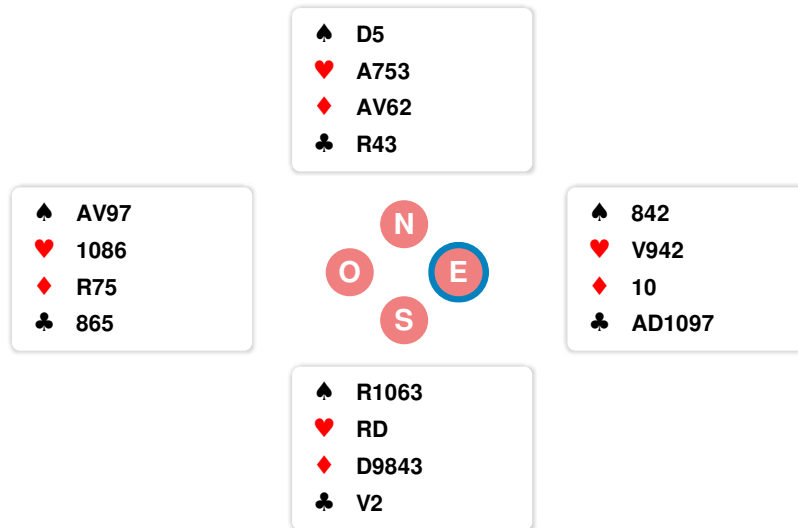 ♠ D5
♥ A753
♦ AV62
♣ R43
♠ AV97
♥ 1086
♦ R75
♣ 865
N
O
E
S
♠ 842
♥ V942
♦ 10
♣ AD1097
♠ R1063
♥ RD
♦ D9843
♣ V2